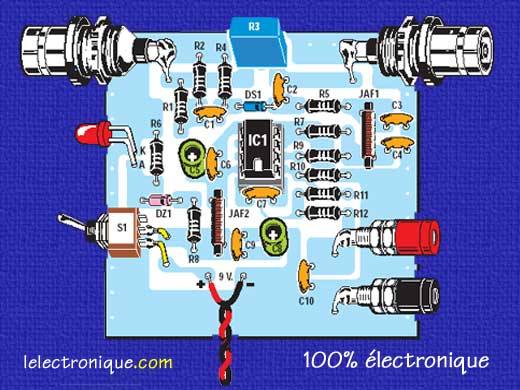 R3
R2
R4
DS1
C2
R5
JAF1
R1
C1
C3
R7
C4
R6
IC1
R9
K
C6
R10
A
C7
R11
DZ1
JAF2
R12
S1
C9
R8
+ 9 V. -
C10
lelectronique.com
100% électronique